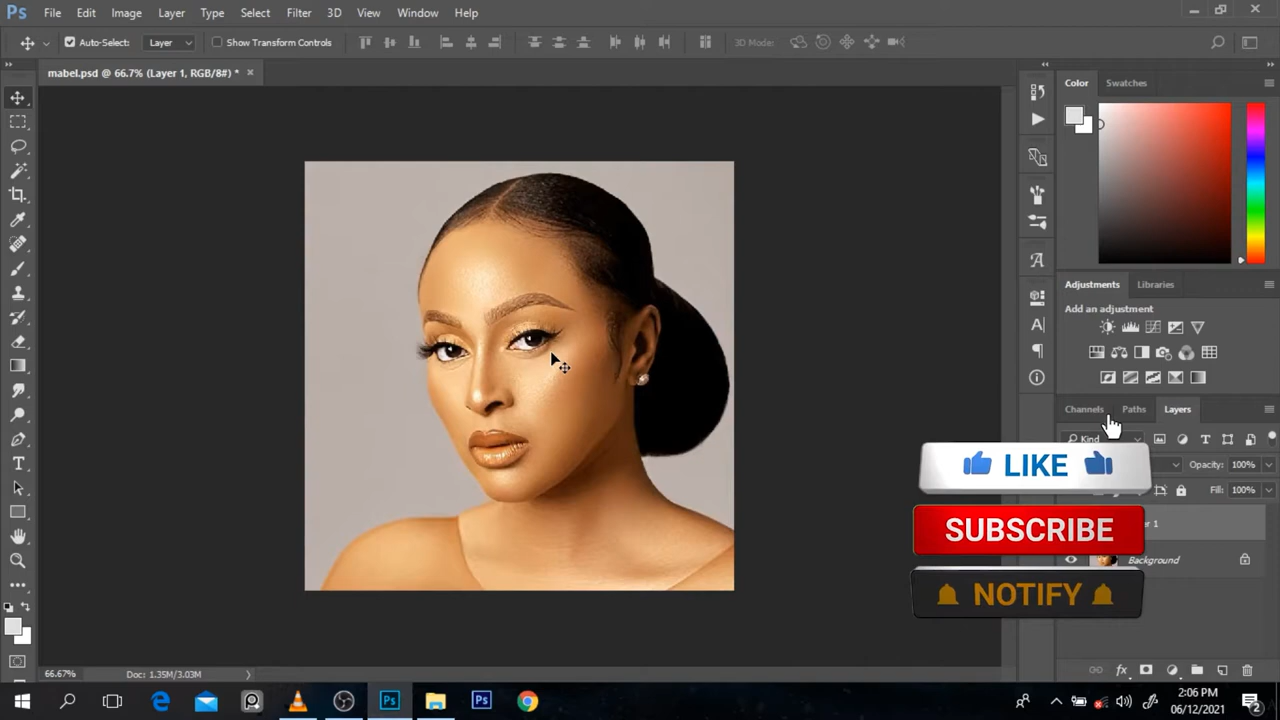 Ps File Edit Image Layer Type Select Filter 3D View Window Help
Auto-Select: Layer Show Transform Controls 3D Mode:
mabel.psd @ 66.7% (Layer 1, RGB/8#) * ×
Color Swatches
Adjustments Libraries
Add an adjustment
Channels Paths Layers
Kind
Opacity: 100%
Fill: 100%
LIKE
SUBSCRIBE
NOTIFY
Background
66.67% Doc: 1.35M/3.03M
2:06 PM
06/12/2021